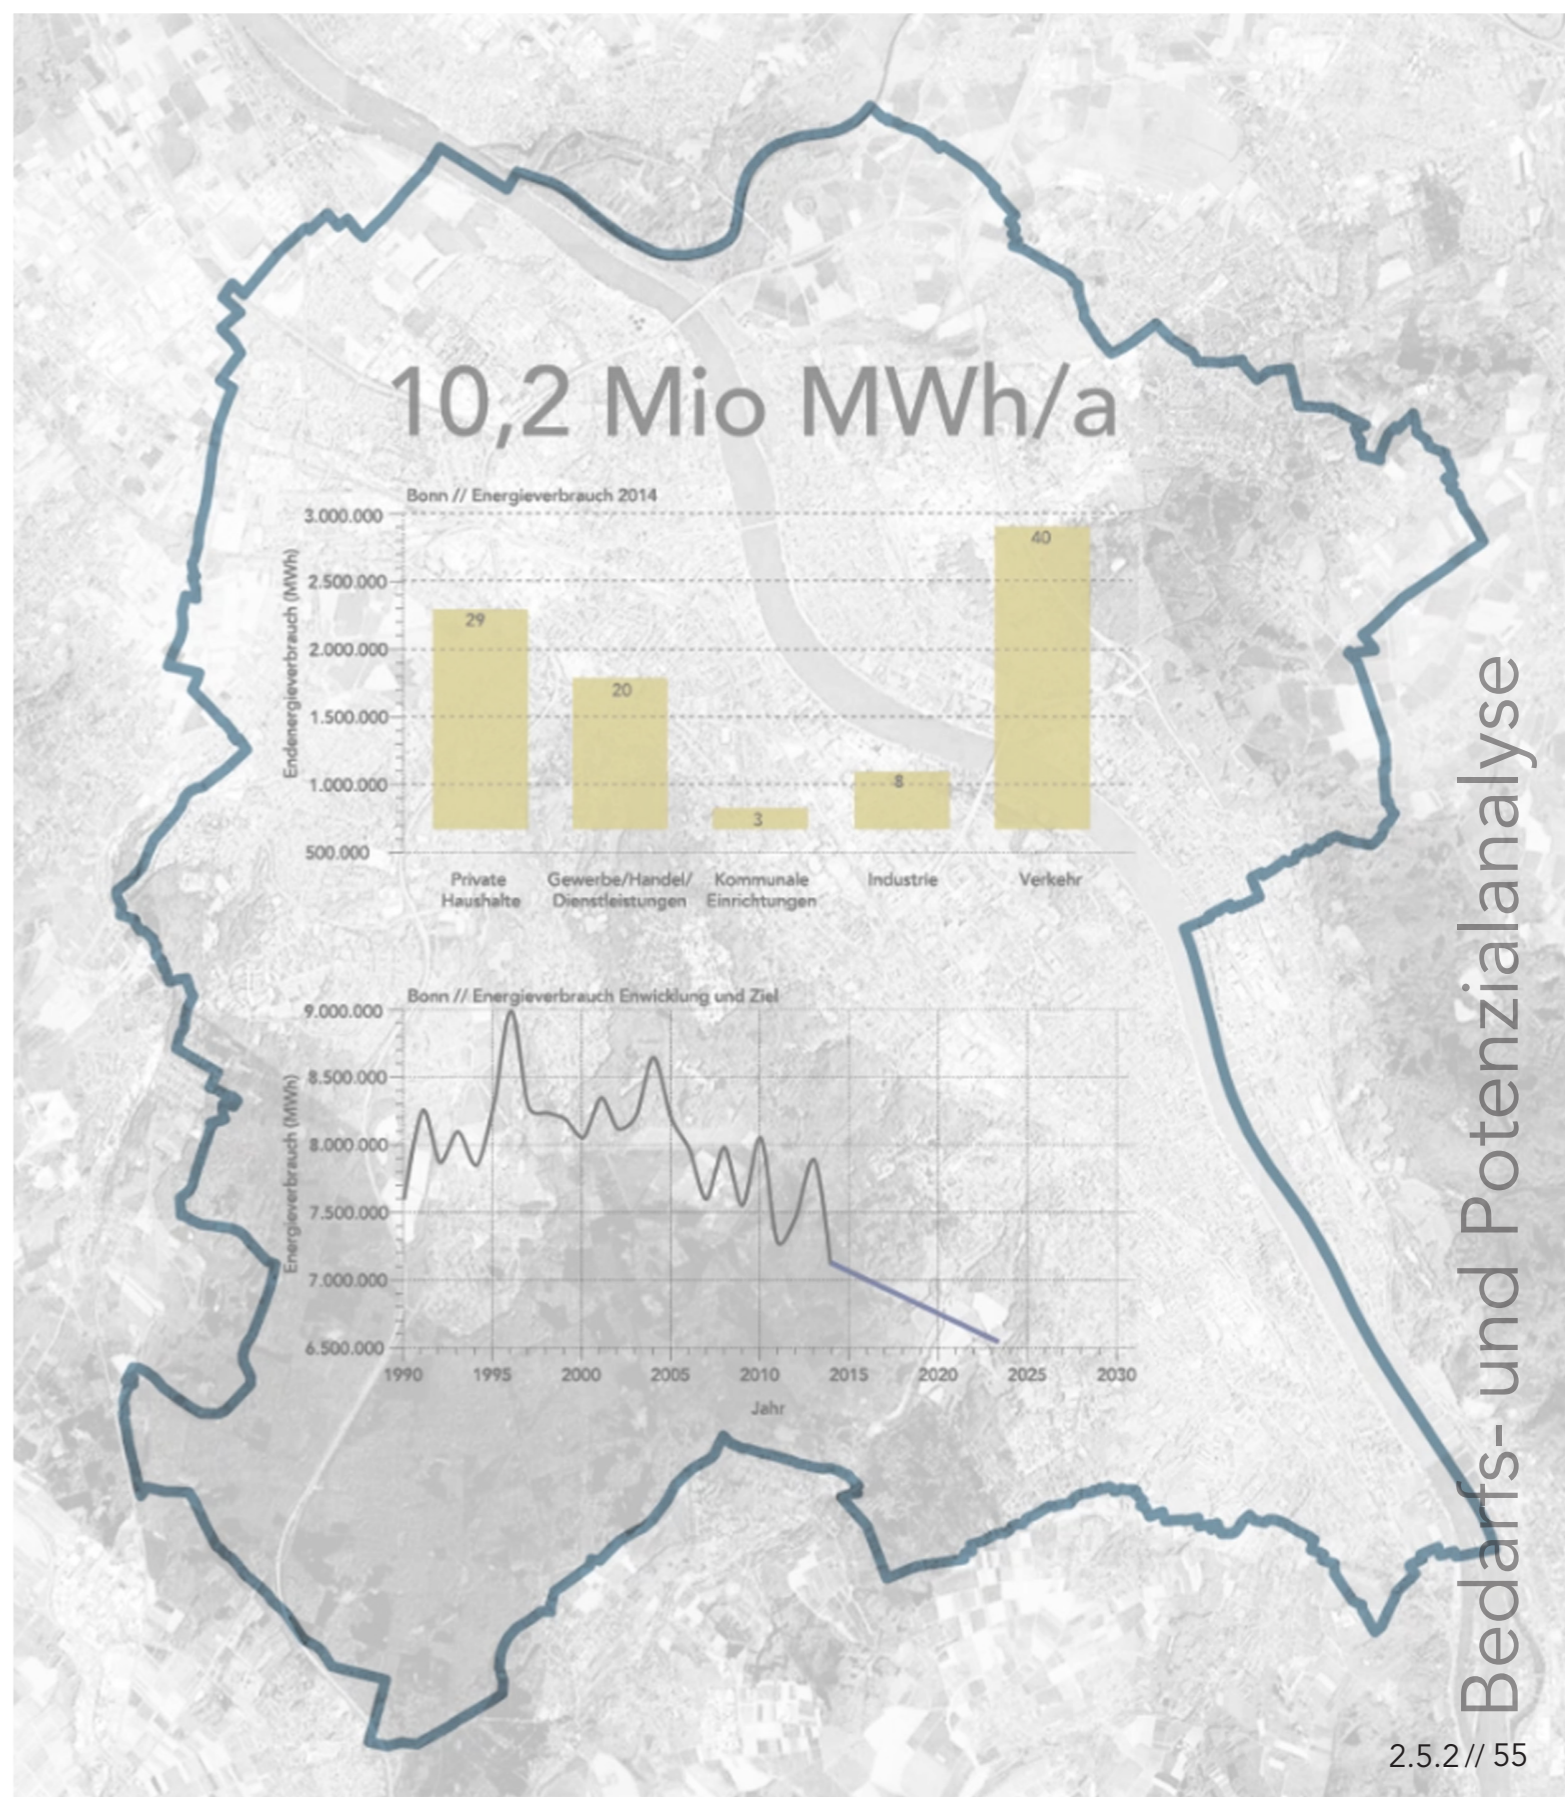 10,2 Mio MWh/a
Bonn // Energieverbrauch 2014
Endenergieverbrauch (MWh)
3.000.000
2.500.000
2.000.000
1.500.000
1.000.000
500.000
29
20
3
8
40
Private
Haushalte
Gewerbe/Handel/
Dienstleistungen
Kommunale
Einrichtungen
Industrie
Verkehr
Bonn // Energieverbrauch Enwicklung und Ziel
Energieverbrauch (MWh)
9.000.000
8.500.000
8.000.000
7.500.000
7.000.000
6.500.000
1990 1995 2000 2005 2010 2015 2020 2025 2030
Jahr
Bedarfs- und Potenzialanalyse
2.5.2 // 55